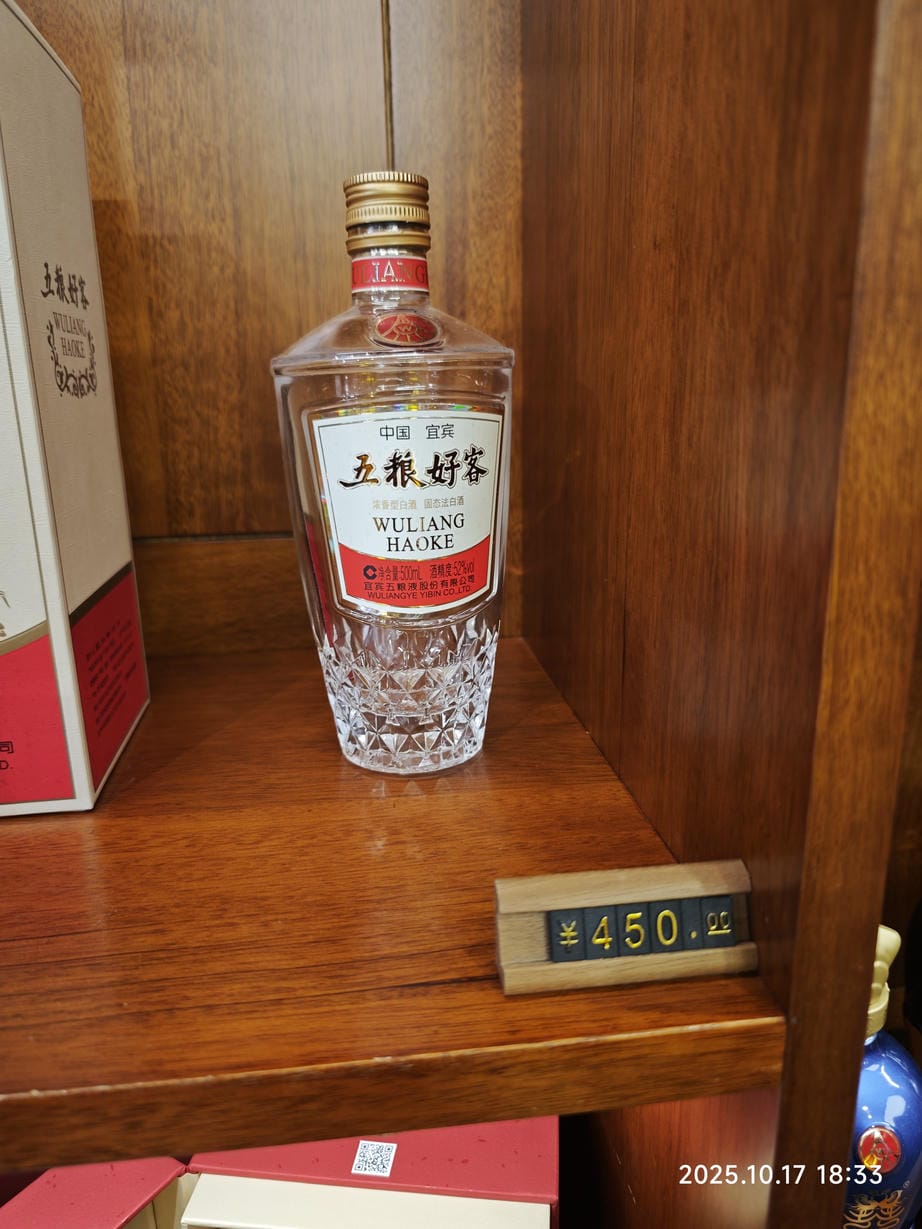 五粮好客
WULIANG
HAOKE
司
D.
中国 宜宾
五粮好客
浓香型白酒 固态法白酒
WULIANG
HAOKE
净含量:500mL 酒精度:52%vol
宜宾五粮液股份有限公司
WULIANGYE YIBIN CO.,LTD
¥450.00
2025.10.17 18:33